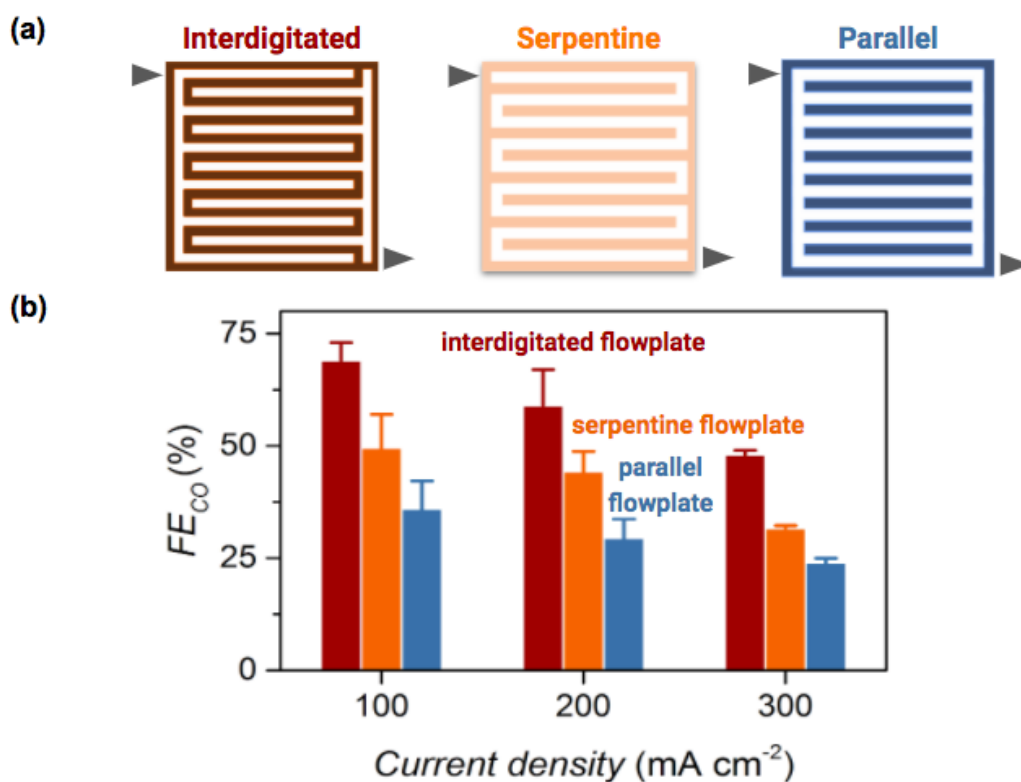 (a)
Interdigitated
Serpentine
Parallel
(b)
75
50
25
0
FE_CO (%)
interdigitated flowplate
serpentine flowplate
parallel
flowplate
100
200
300
Current density (mA cm⁻²)